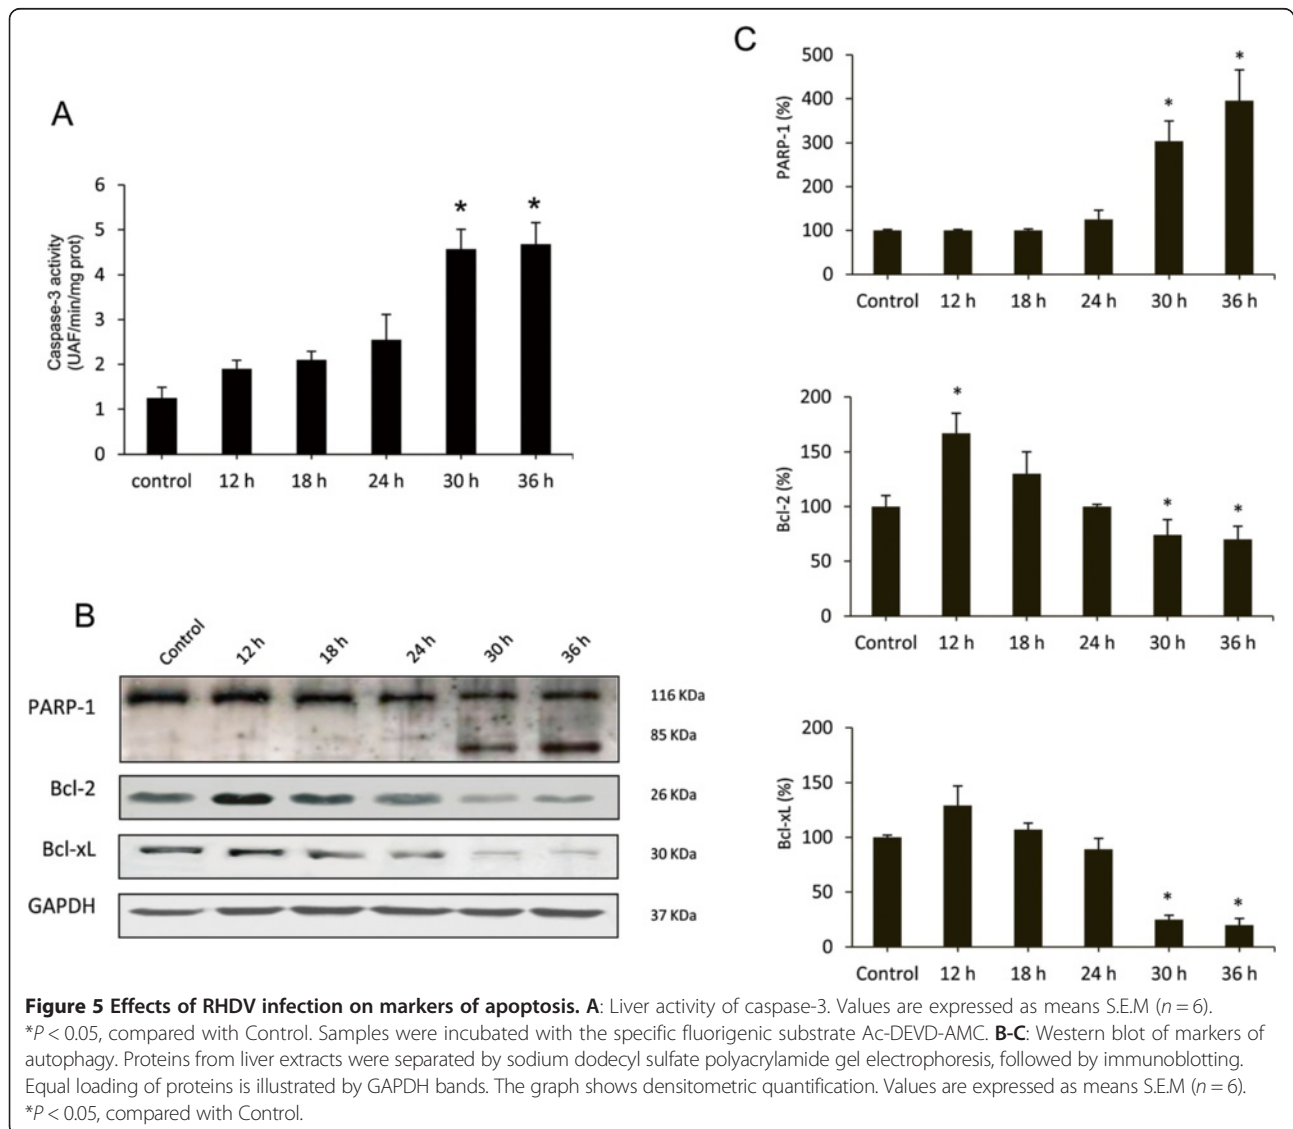 A
Caspase-3 activity
(UAF/min/mg prot)
6
5
4
3
2
1
0
* *
control 12 h 18 h 24 h 30 h 36 h
B
Control 12 h 18 h 24 h 30 h 36 h
PARP-1 116 KDa
85 KDa
Bcl-2 26 KDa
Bcl-xL 30 KDa
GAPDH 37 KDa
C
PARP-1 (%)
500
400
300
200
100
0
* *
Control 12 h 18 h 24 h 30 h 36 h
Bcl-2 (%)
200
150
100
50
0
* * *
Control 12 h 18 h 24 h 30 h 36 h
Bcl-xL (%)
200
150
100
50
0
* *
Control 12 h 18 h 24 h 30 h 36 h
Figure 5 Effects of RHDV infection on markers of apoptosis. A: Liver activity of caspase-3. Values are expressed as means S.E.M (n = 6).
*P < 0.05, compared with Control. Samples were incubated with the specific fluorigenic substrate Ac-DEVD-AMC. B-C: Western blot of markers of
autophagy. Proteins from liver extracts were separated by sodium dodecyl sulfate polyacrylamide gel electrophoresis, followed by immunoblotting.
Equal loading of proteins is illustrated by GAPDH bands. The graph shows densitometric quantification. Values are expressed as means S.E.M (n = 6).
*P < 0.05, compared with Control.